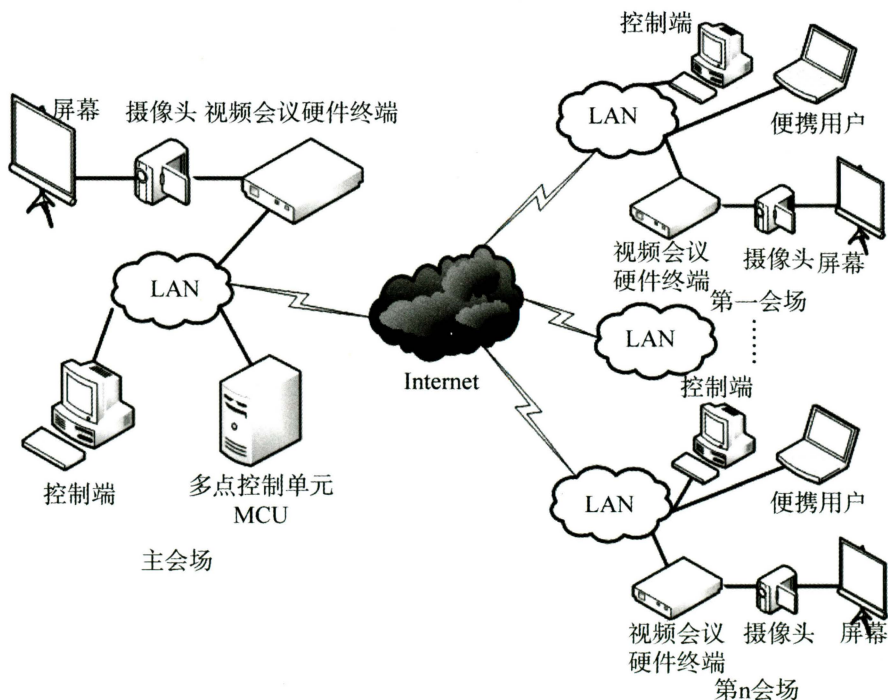 屏幕
摄像头 视频会议硬件终端
LAN
控制端
多点控制单元
MCU
主会场
Internet
控制端
LAN
便携用户
视频会议
硬件终端
摄像头
屏幕
第一会场
LAN
控制端
LAN
便携用户
视频会议
硬件终端
摄像头
屏幕
第n会场